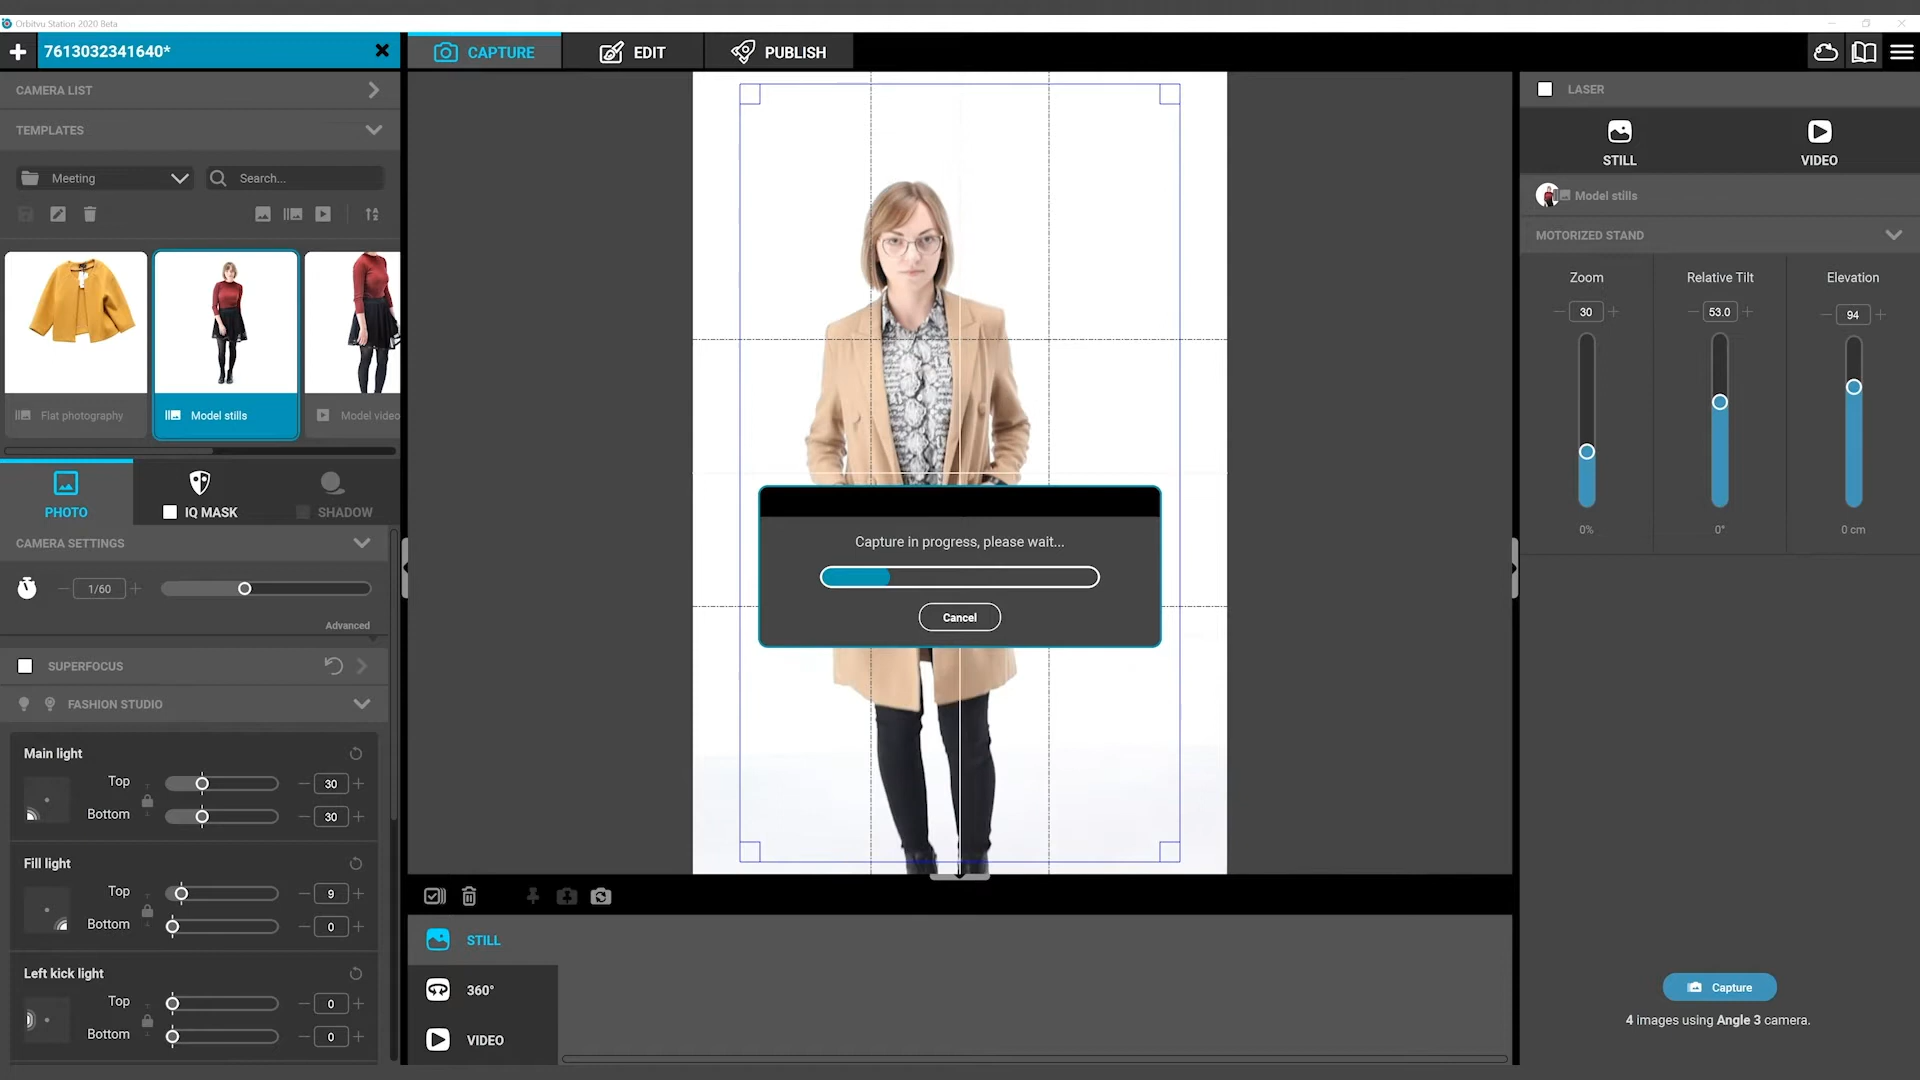 Orbitvu Station 2020 Beta
7613032341640*
CAPTURE
EDIT
PUBLISH
CAMERA LIST
TEMPLATES
Meeting
Search...
Flat photography
Model stills
Model video
PHOTO
IQ MASK
SHADOW
CAMERA SETTINGS
1/60
Advanced
SUPERFOCUS
FASHION STUDIO
Main light
Top
30
Bottom
30
Fill light
Top
9
Bottom
0
Left kick light
Top
0
Bottom
0
Capture in progress, please wait...
Cancel
STILL
360°
VIDEO
LASER
STILL
VIDEO
Model stills
MOTORIZED STAND
Zoom
Relative Tilt
Elevation
30
53.0
94
0%
0°
0 cm
Capture
4 images using Angle 3 camera.